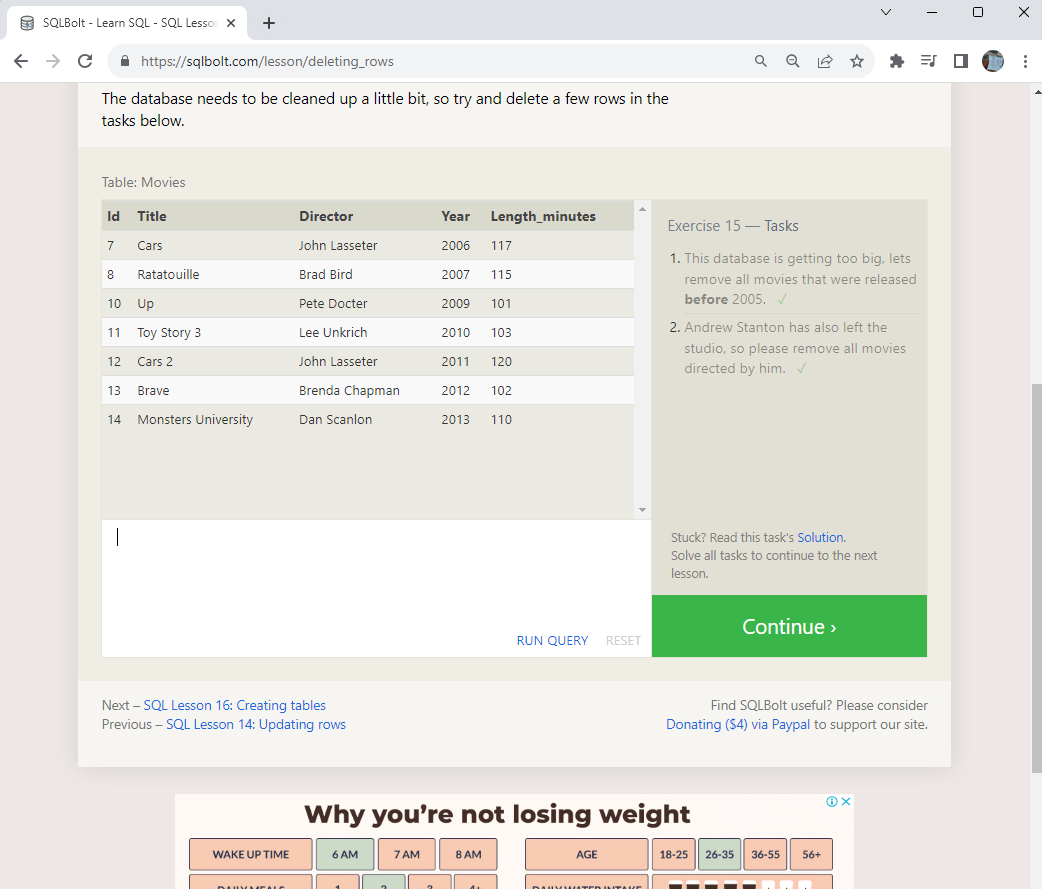 SQLBolt - Learn SQL - SQL Lesson
https://sqlbolt.com/lesson/deleting_rows
The database needs to be cleaned up a little bit, so try and delete a few rows in the
tasks below.
Table: Movies
Id Title Director Year Length_minutes
7 Cars John Lasseter 2006 117
8 Ratatouille Brad Bird 2007 115
10 Up Pete Docter 2009 101
11 Toy Story 3 Lee Unkrich 2010 103
12 Cars 2 John Lasseter 2011 120
13 Brave Brenda Chapman 2012 102
14 Monsters University Dan Scanlon 2013 110
RUN QUERY RESET
Exercise 15 — Tasks
1. This database is getting too big, lets
remove all movies that were released
before 2005. ✓
2. Andrew Stanton has also left the
studio, so please remove all movies
directed by him. ✓
Stuck? Read this task's Solution.
Solve all tasks to continue to the next
lesson.
Continue ›
Next – SQL Lesson 16: Creating tables
Previous – SQL Lesson 14: Updating rows
Find SQLBolt useful? Please consider
Donating ($4) via Paypal to support our site.
Why you're not losing weight
WAKE UP TIME 6 AM 7 AM 8 AM
AGE 18-25 26-35 36-55 56+
DAILY MEALS 1 2 3 4+
DAILY WATER INTAKE